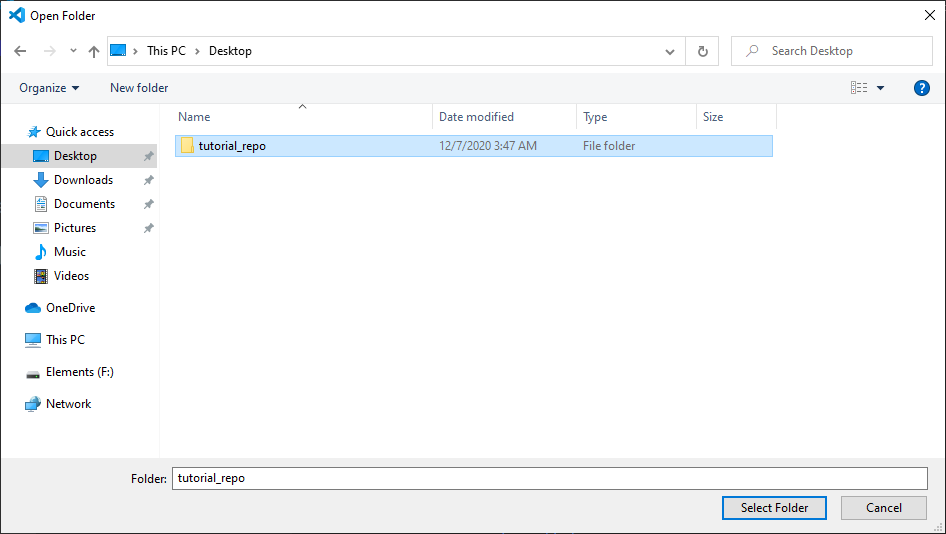 Open Folder
This PC Desktop
Search Desktop
Organize New folder
?
Name Date modified Type Size
tutorial_repo 12/7/2020 3:47 AM File folder
Quick access
Desktop
Downloads
Documents
Pictures
Music
Videos
OneDrive
This PC
Elements (F:)
Network
Folder: tutorial_repo
Select Folder Cancel